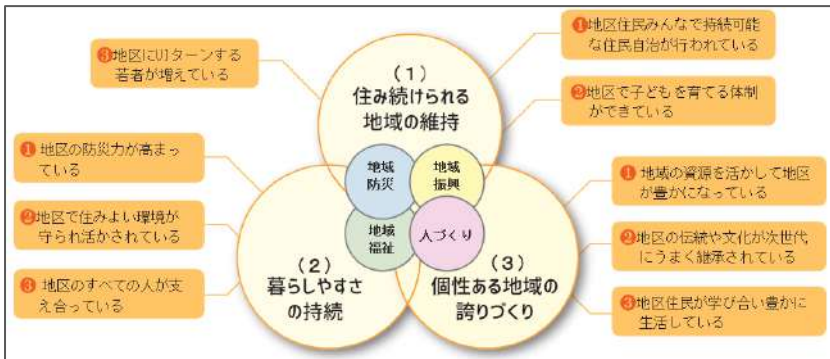 (1)
住み続けられる
地域の維持
❶地区住民みんなで持続可能
な住民自治が行われている
❷地区で子どもを育てる体制
ができている
❸地区にUIターンする
若者が増えている
(2)
暮らしやすさ
の持続
❶ 地区の防災力が高まっ
ている
❷地区で住みよい環境が
守られ活かされている
❸ 地区のすべての人が支
え合っている
(3)
個性ある地域の
誇りづくり
❶ 地域の資源を活かして地区
が豊かになっている
❷地区の伝統や文化が次世代
にうまく継承されている
❸地区住民が学び合い豊かに
生活している
地域
防災
地域
振興
地域
福祉
人づくり